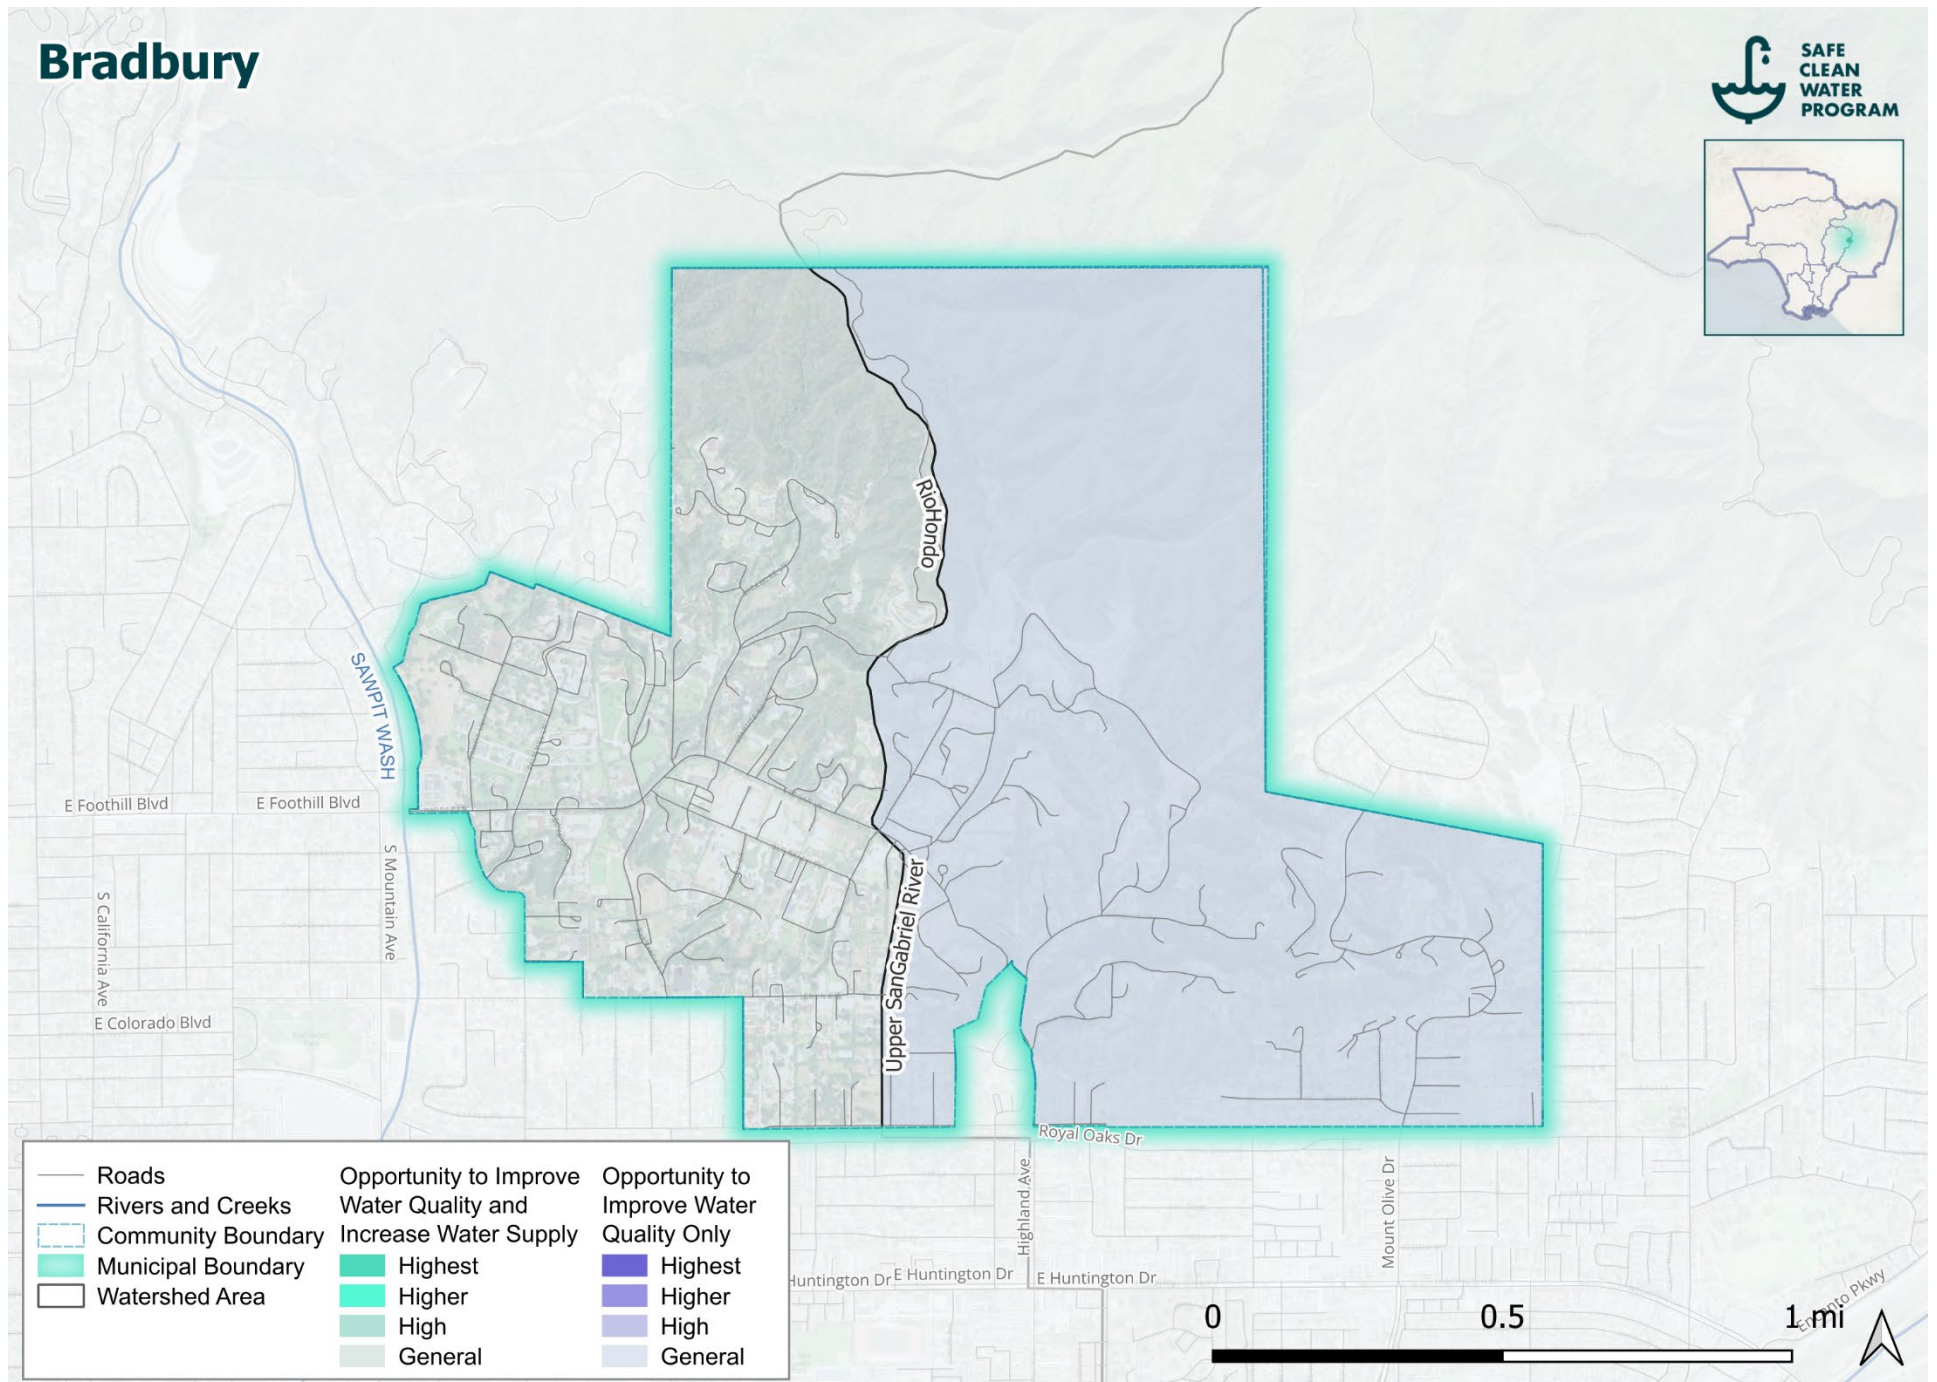 Bradbury
SAFE
CLEAN
WATER
PROGRAM
RioHondo
SAWPIT WASH
E Foothill Blvd
E Foothill Blvd
S Mountain Ave
S California Ave
Upper SanGabriel River
E Colorado Blvd
Royal Oaks Dr
Highland Ave
Mount Olive Dr
Huntington Dr
E Huntington Dr
E Huntington Dr
Encanto Pkwy
Roads
Rivers and Creeks
Community Boundary
Municipal Boundary
Watershed Area
Opportunity to Improve
Water Quality and
Increase Water Supply
Highest
Higher
High
General
Opportunity to
Improve Water
Quality Only
Highest
Higher
High
General
0 0.5 1 mi